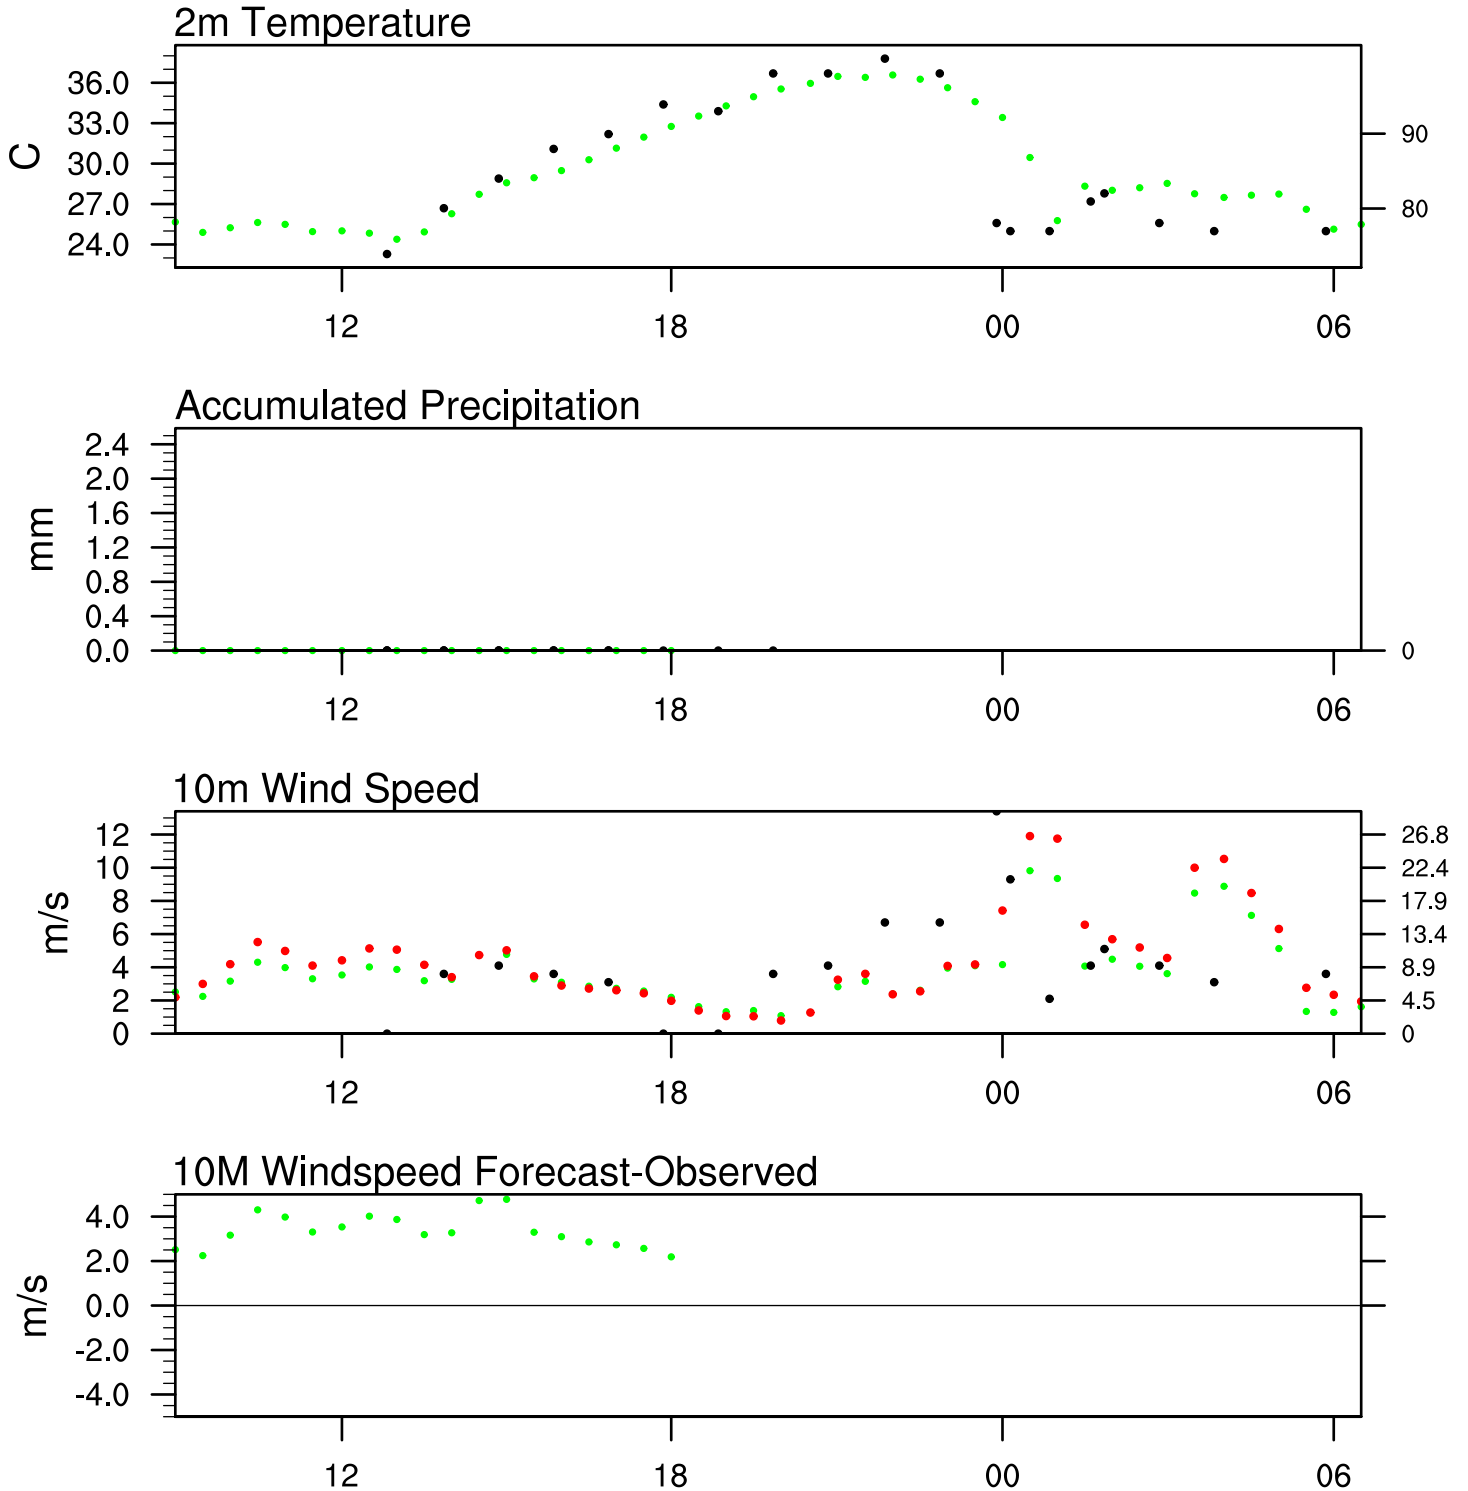 2m Temperature
36.0
33.0
30.0
27.0
24.0
C
90
80
12 18 00 06
Accumulated Precipitation
2.4
2.0
1.6
1.2
0.8
0.4
0.0
mm
0
12 18 00 06
10m Wind Speed
12
10
8
6
4
2
0
m/s
26.8
22.4
17.9
13.4
8.9
4.5
0
12 18 00 06
10M Windspeed Forecast-Observed
4.0
2.0
0.0
-2.0
-4.0
m/s
12 18 00 06